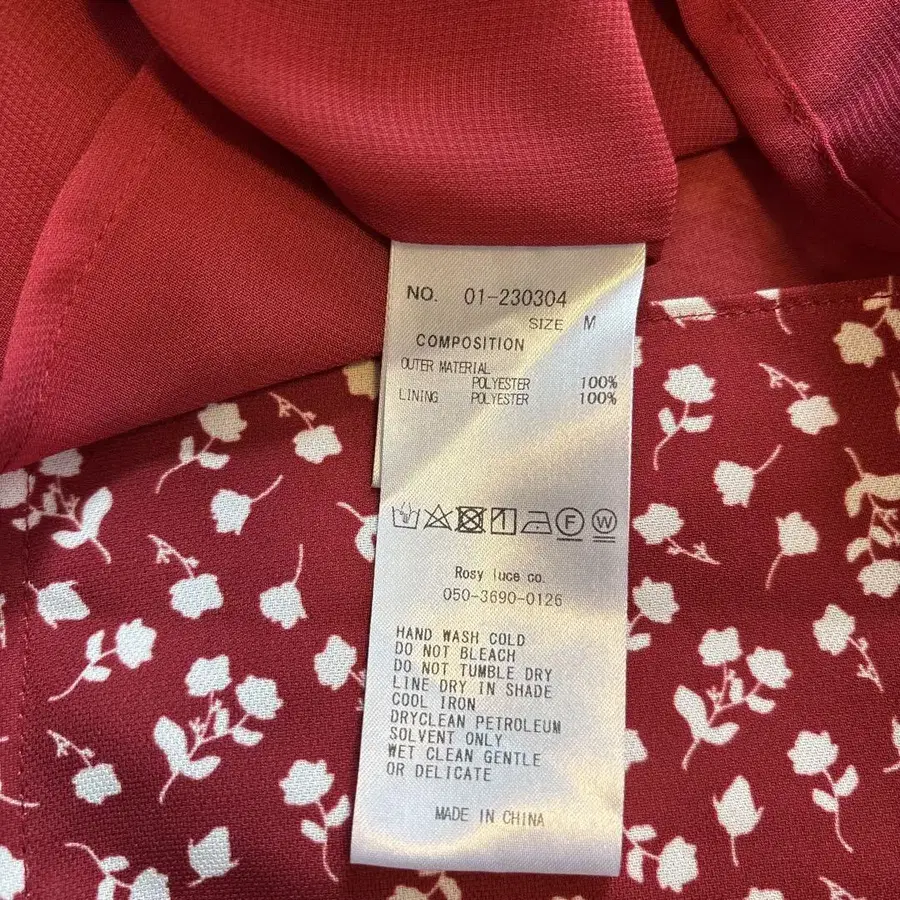 NO. 01-230304
SIZE M
COMPOSITION
OUTER MATERIAL
POLYESTER 100%
LINING POLYESTER 100%
F W
Rosy luce co.
050-3690-0126
HAND WASH COLD
DO NOT BLEACH
DO NOT TUMBLE DRY
LINE DRY IN SHADE
COOL IRON
DRYCLEAN PETROLEUM
SOLVENT ONLY
WET CLEAN GENTLE
OR DELICATE
MADE IN CHINA